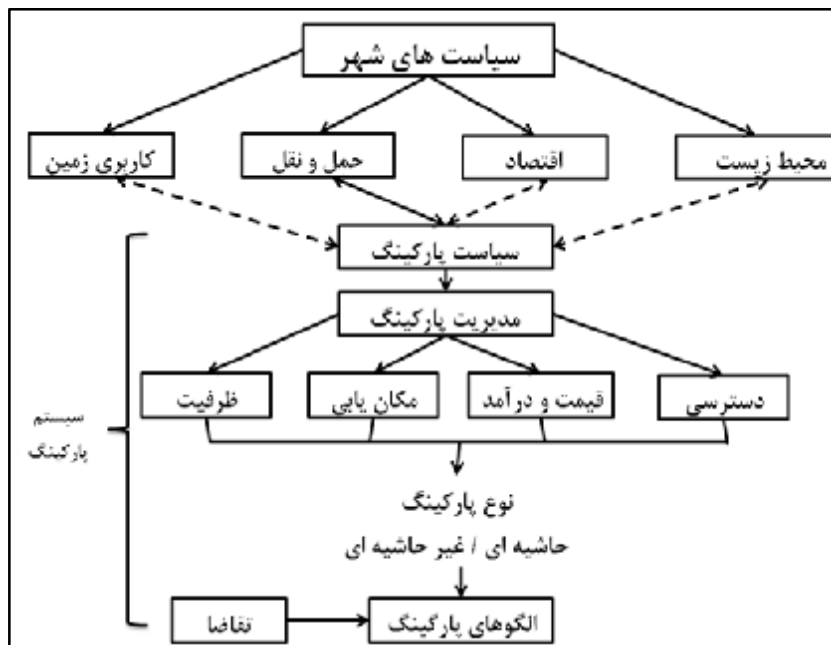 سیاست های شهر
محیط زیست
اقتصاد
حمل و نقل
کاربری زمین
سیاست پارکینگ
مدیریت پارکینگ
دسترسی
قیمت و درآمد
مکان یابی
ظرفیت
سیستم
پارکینگ
نوع پارکینگ
حاشیه ای / غیر حاشیه ای
الگوهای پارکینگ
تقاضا